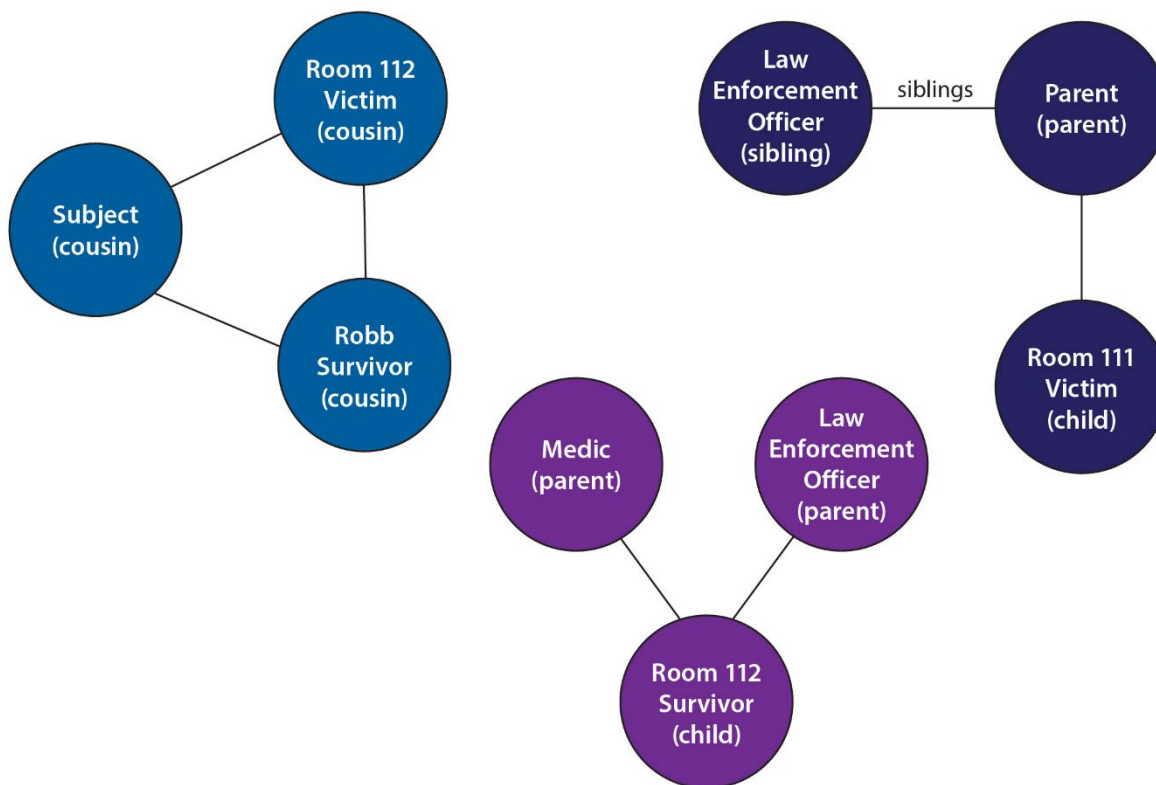 Room 112
Victim
(cousin)
Subject
(cousin)
Robb
Survivor
(cousin)
Law
Enforcement
Officer
(sibling)
siblings
Parent
(parent)
Room 111
Victim
(child)
Medic
(parent)
Law
Enforcement
Officer
(parent)
Room 112
Survivor
(child)